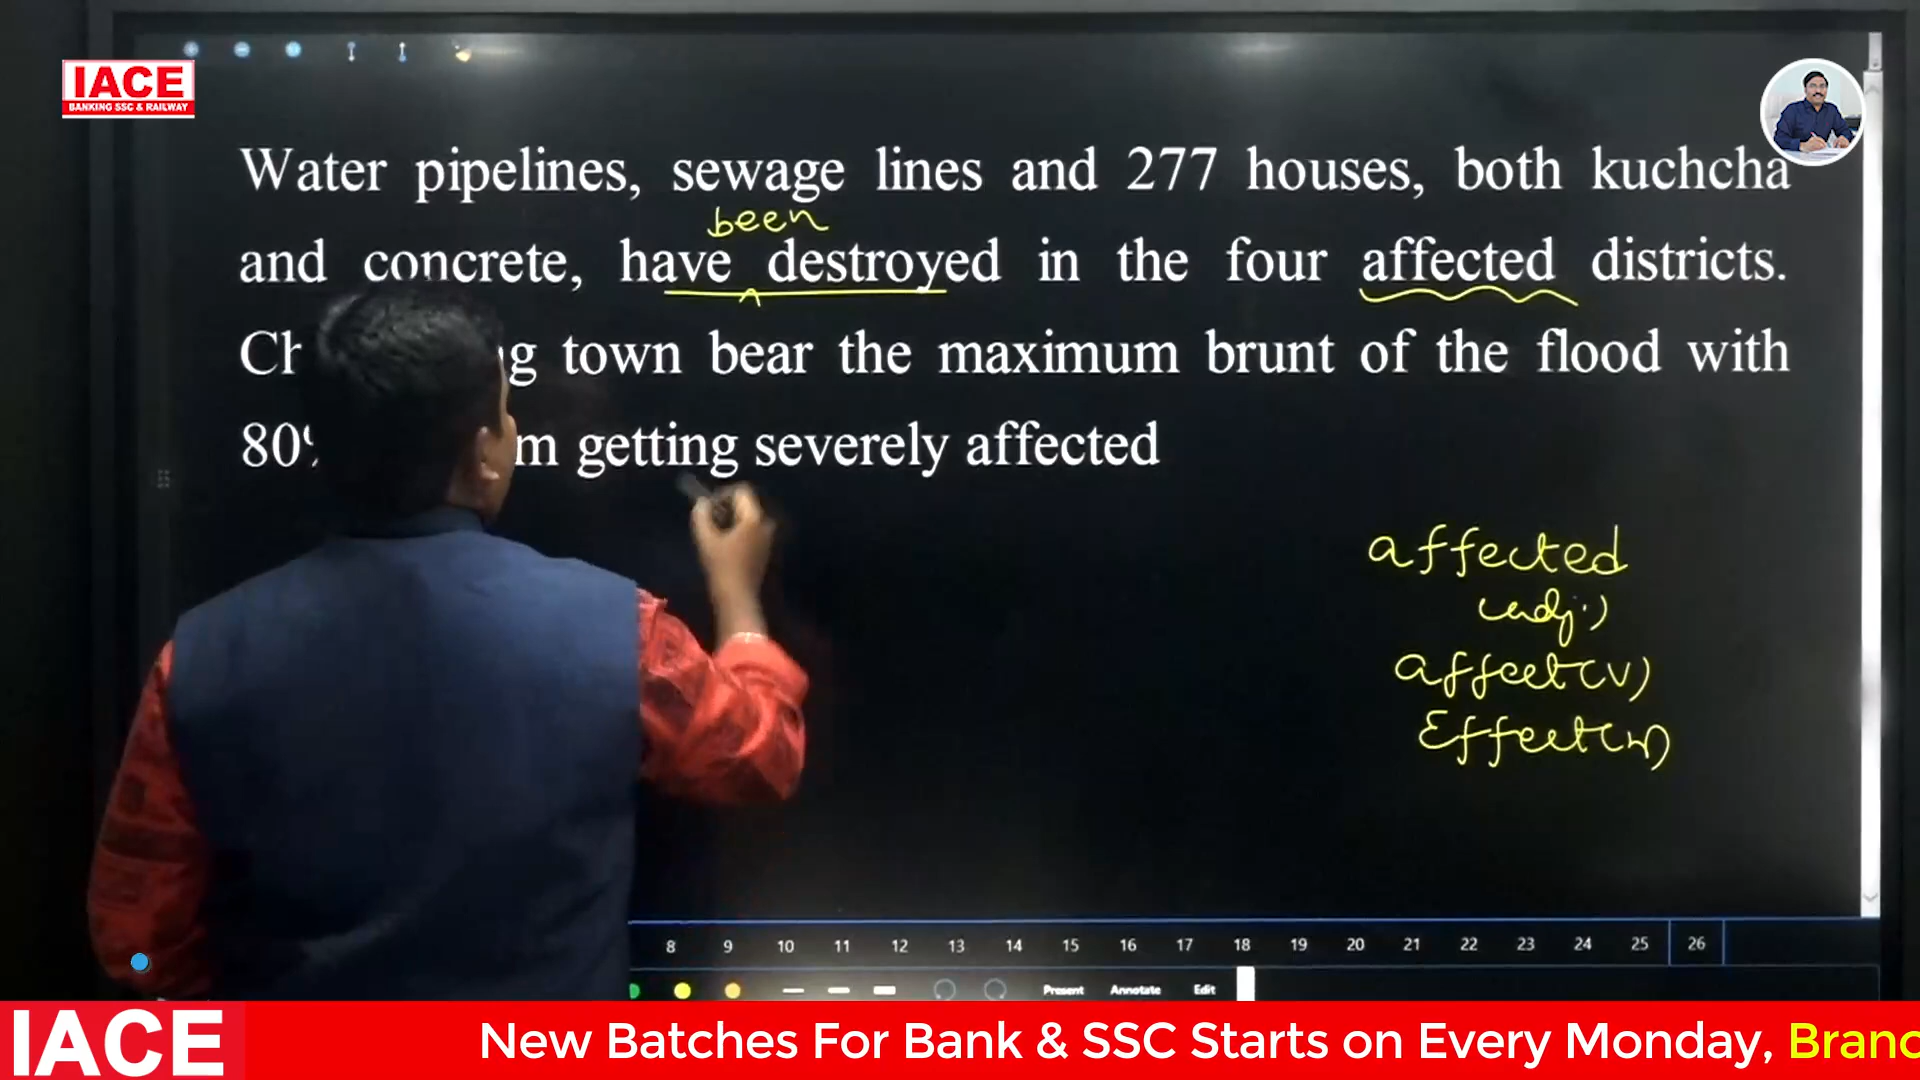 IACE
BANKING SSC & RAILWAY
Water pipelines, sewage lines and 277 houses, both kuchcha
been
and concrete, have destroyed in the four affected districts.
town bear the maximum brunt of the flood with
80% getting severely affected
affected
(adj.)
affect(v)
Effect(n)
8 9 10 11 12 13 14 15 16 17 18 19 20 21 22 23 24 25 26
Present Annotate Edit
IACE New Batches For Bank & SSC Starts on Every Monday, Branc